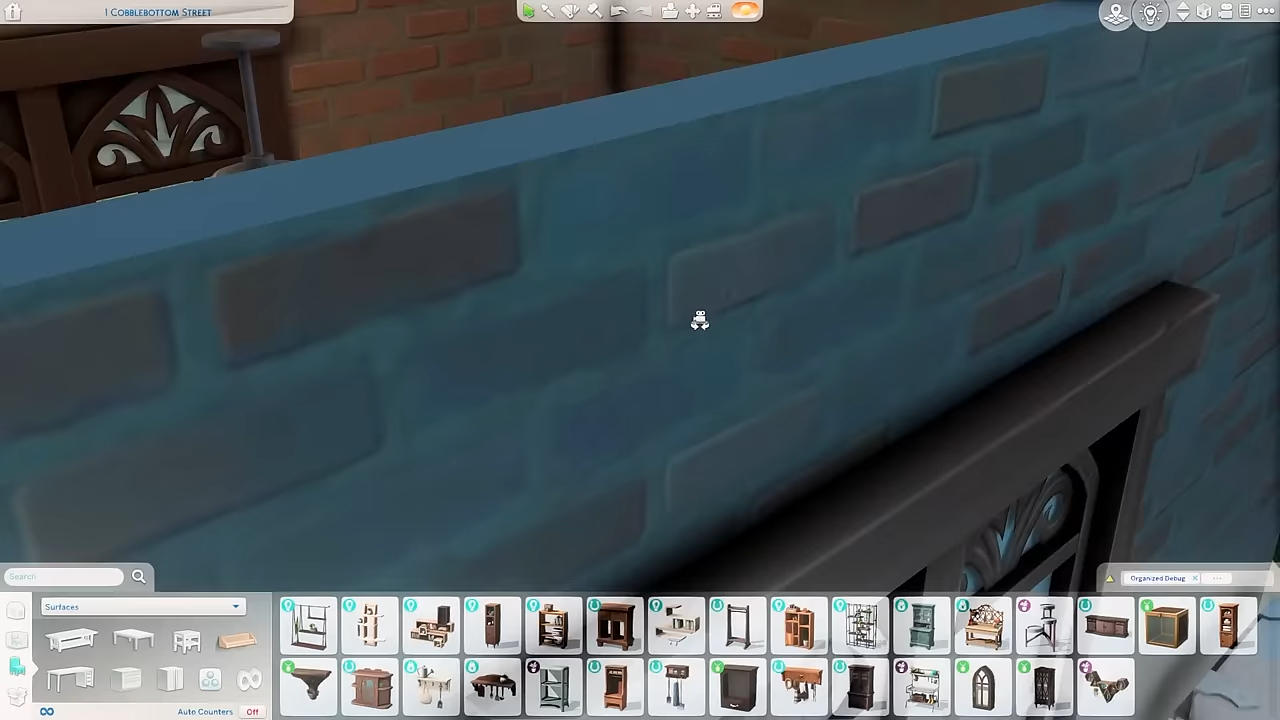 1 COBBLEBOTTOM STREET
Search
Organized Debug
Surfaces
Auto Counters
Off